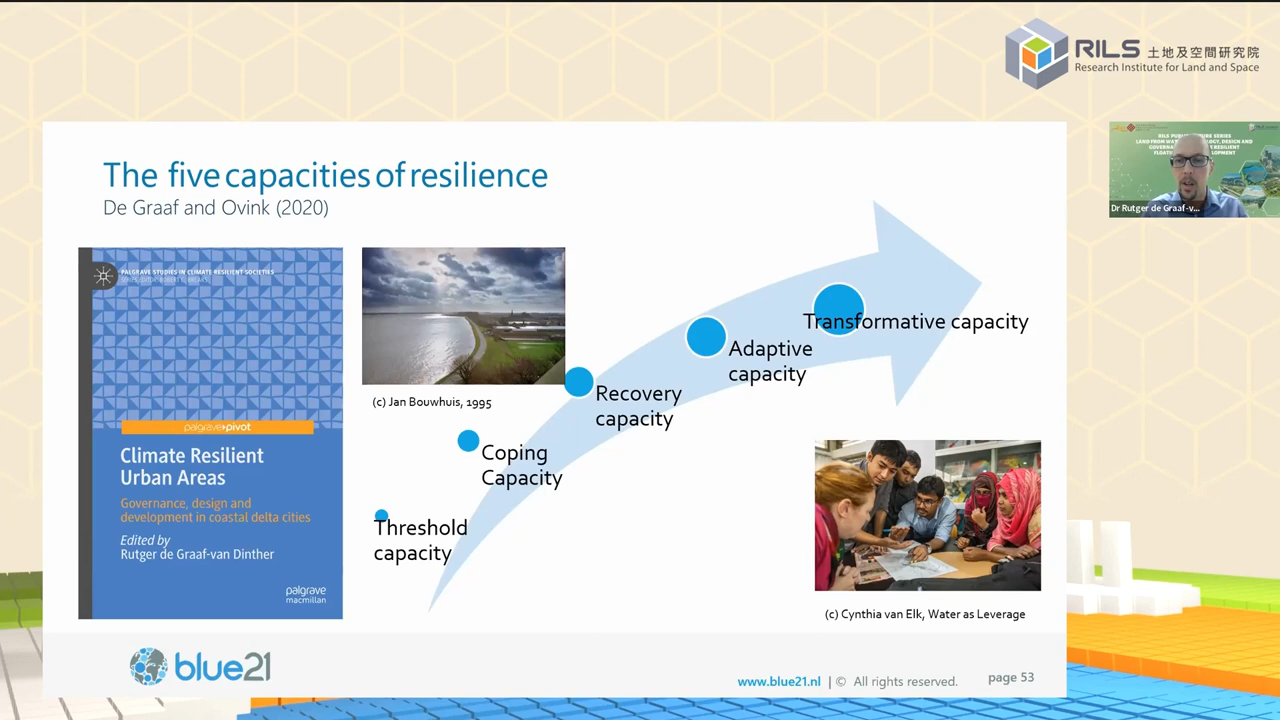 RILS 土地及空間研究院
Research Institute for Land and Space
The five capacities of resilience
De Graaf and Ovink (2020)
PALGRAVE STUDIES IN CLIMATE RESILIENT SOCIETIES
palgrave pivot
Climate Resilient
Urban Areas
Governance, design and
development in coastal delta cities
Edited by
Rutger de Graaf-van Dinther
palgrave
macmillan
(c) Jan Bouwhuis, 1995
Threshold
capacity
Coping
Capacity
Recovery
capacity
Adaptive
capacity
Transformative capacity
(c) Cynthia van Elk, Water as Leverage
blue21
www.blue21.nl | © All rights reserved.
page 53
RILS PUBLIC LECTURE SERIES
Dr Rutger de Graaf-v...